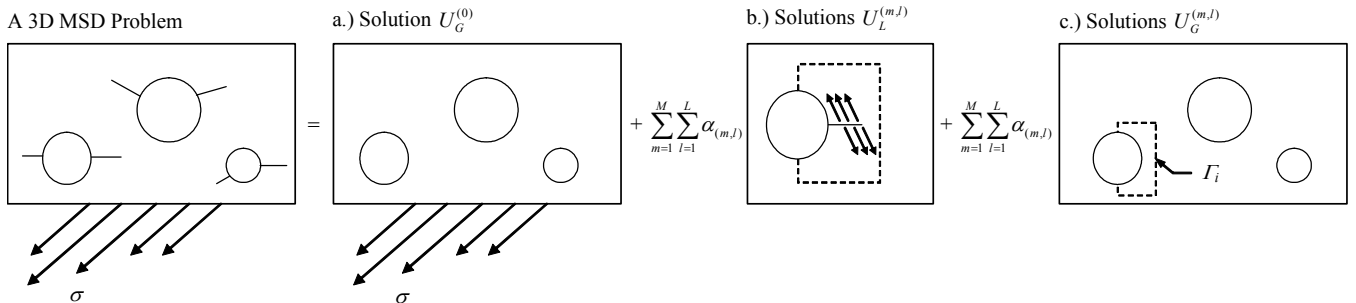 A 3D MSD Problem
a.) Solution $U_G^{(0)}$
b.) Solutions $U_L^{(m,l)}$
c.) Solutions $U_G^{(m,l)}$
=
$+ \sum_{m=1}^{M} \sum_{l=1}^{L} \alpha_{(m,l)}$
$+ \sum_{m=1}^{M} \sum_{l=1}^{L} \alpha_{(m,l)}$
$\Gamma_i$
σ
σ